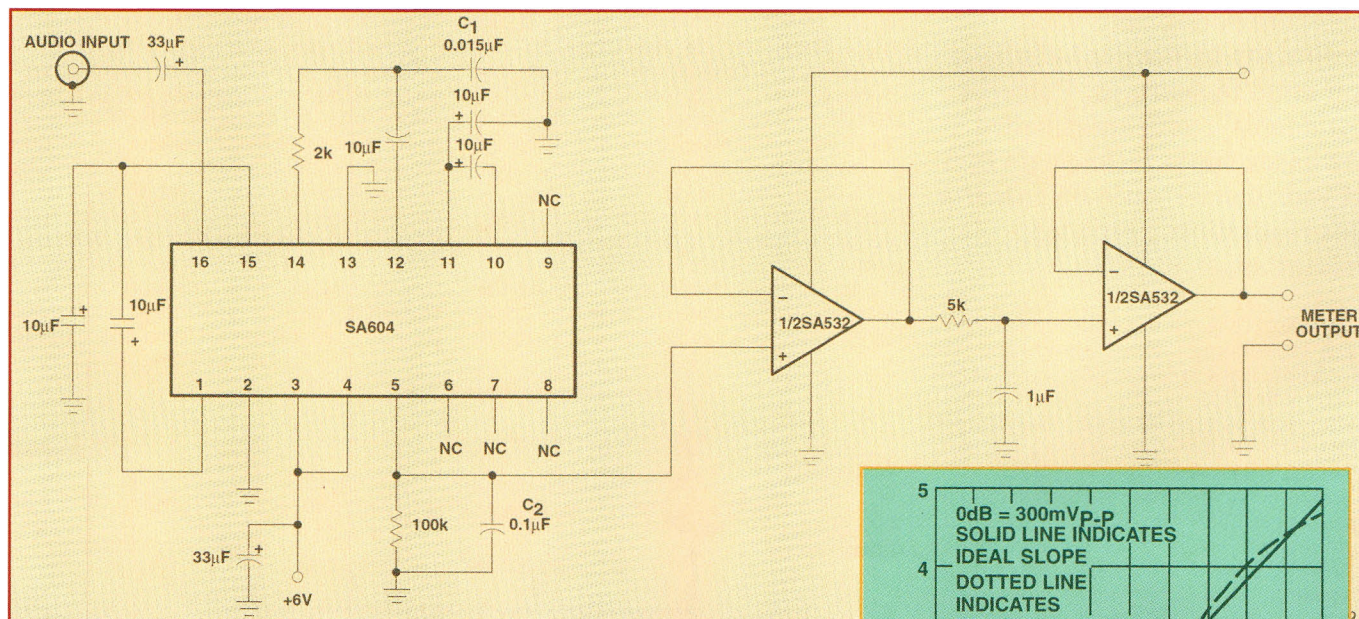 AUDIO INPUT
33μF
+
C1
0.015μF
10μF
+
10μF
+
2k
10μF
NC
16 15 14 13 12 11 10 9
SA604
1 2 3 4 5 6 7 8
10μF
+
10μF
+
NC NC NC
33μF
+
+6V
100k
C2
0.1μF
−
1/2SA532
+
5k
1μF
−
1/2SA532
+
METER
OUTPUT
5
4
0dB = 300mVP-P
SOLID LINE INDICATES
IDEAL SLOPE
DOTTED LINE
INDICATES